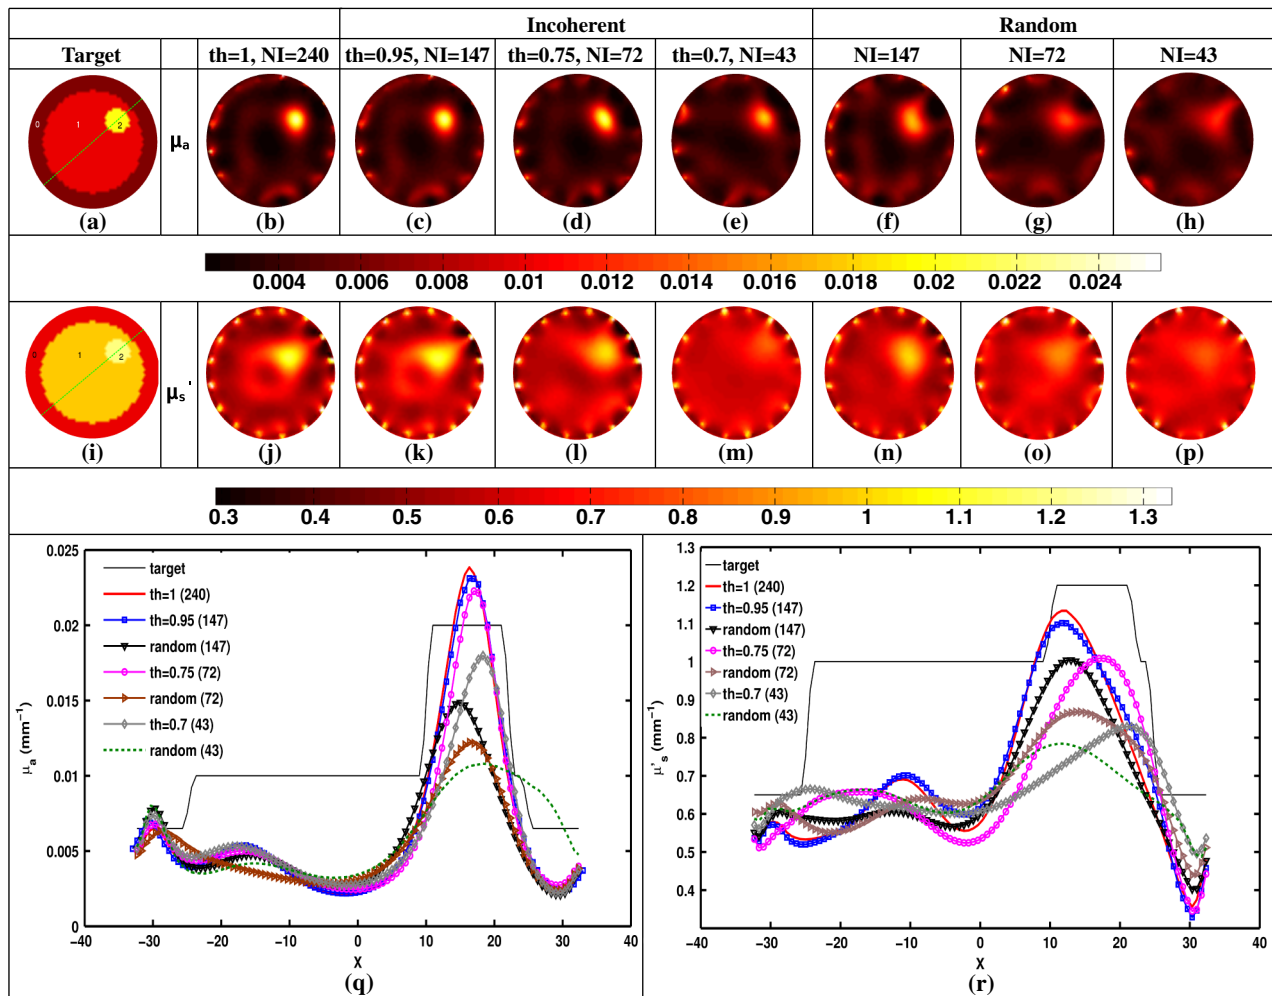 Incoherent Random
Target th=1, NI=240 th=0.95, NI=147 th=0.75, NI=72 th=0.7, NI=43 NI=147 NI=72 NI=43
0 1 2
μa
(a) (b) (c) (d) (e) (f) (g) (h)
0.004 0.006 0.008 0.01 0.012 0.014 0.016 0.018 0.02 0.022 0.024
0 1 2
μs'
(i) (j) (k) (l) (m) (n) (o) (p)
0.3 0.4 0.5 0.6 0.7 0.8 0.9 1 1.1 1.2 1.3
0.025
0.02
0.015
0.01
0.005
0
μa (mm−1)
target
th=1 (240)
th=0.95 (147)
random (147)
th=0.75 (72)
random (72)
th=0.7 (43)
random (43)
−40 −30 −20 −10 0 10 20 30 40
X
(q)
1.3
1.2
1.1
1
0.9
0.8
0.7
0.6
0.5
0.4
μ's (mm−1)
target
th=1 (240)
th=0.95 (147)
random (147)
th=0.75 (72)
random (72)
th=0.7 (43)
random (43)
−40 −30 −20 −10 0 10 20 30 40
X
(r)